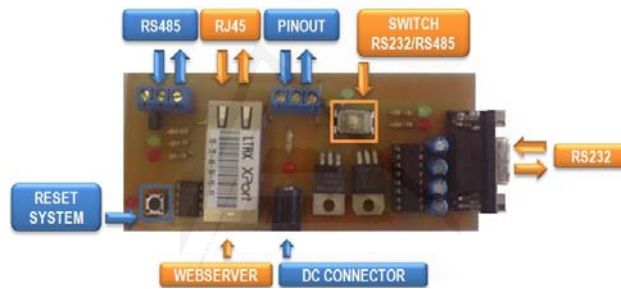 RS485
RJ45
PINOUT
SWITCH
RS232/RS485
LTRX XPort
RS232
RESET
SYSTEM
WEBSERVER
DC CONNECTOR